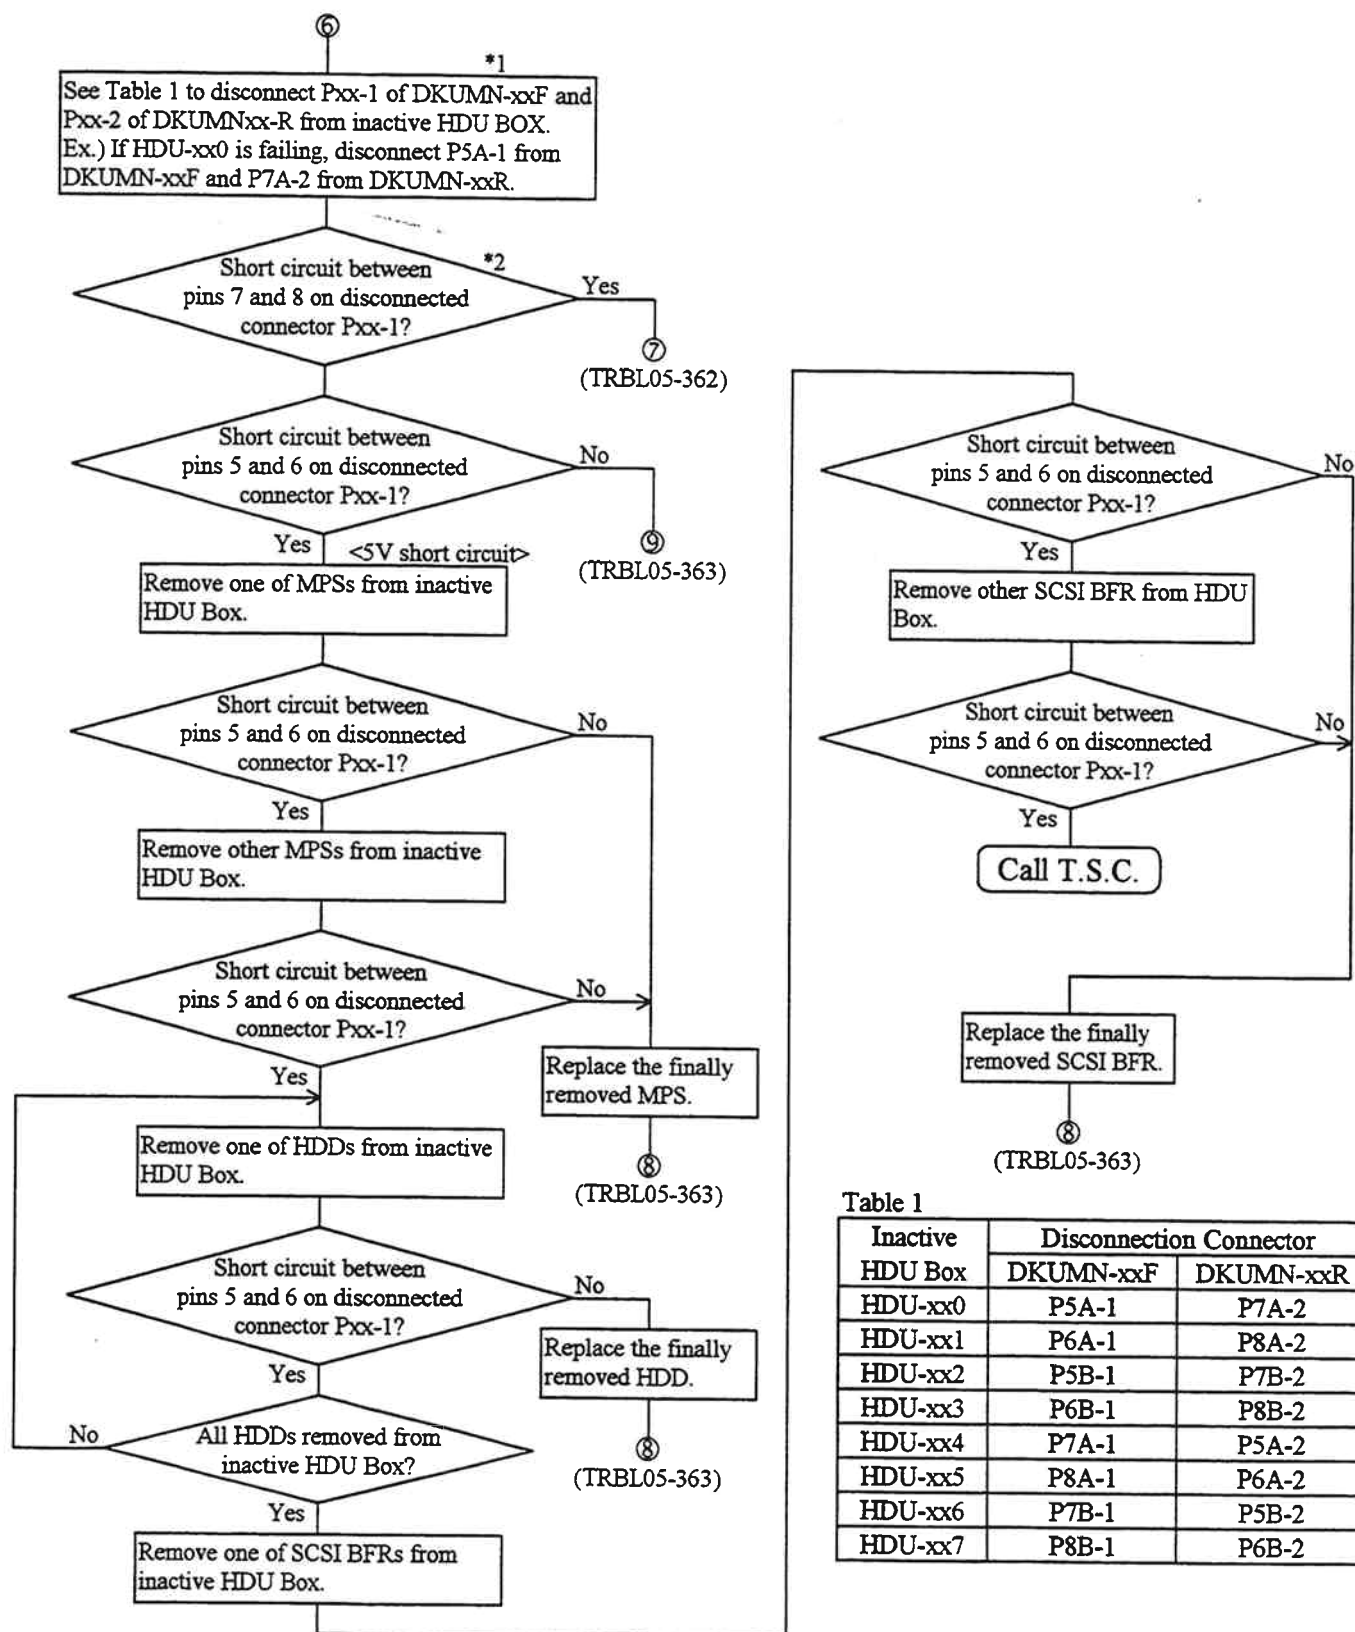 ⑥
*1
See Table 1 to disconnect Pxx-1 of DKUMN-xxF and
Pxx-2 of DKUMNxx-R from inactive HDU BOX.
Ex.) If HDU-xx0 is failing, disconnect P5A-1 from
DKUMN-xxF and P7A-2 from DKUMN-xxR.
*2
Short circuit between
pins 7 and 8 on disconnected
connector Pxx-1?
Yes
⑦
(TRBL05-362)
Short circuit between
pins 5 and 6 on disconnected
connector Pxx-1?
No
⑨
(TRBL05-363)
Yes
<5V short circuit>
Remove one of MPSs from inactive
HDU Box.
Short circuit between
pins 5 and 6 on disconnected
connector Pxx-1?
No
Yes
Remove other MPSs from inactive
HDU Box.
Short circuit between
pins 5 and 6 on disconnected
connector Pxx-1?
No
Yes
Replace the finally
removed MPS.
⑧
(TRBL05-363)
Remove one of HDDs from inactive
HDU Box.
Short circuit between
pins 5 and 6 on disconnected
connector Pxx-1?
No
Yes
Replace the finally
removed HDD.
⑧
(TRBL05-363)
All HDDs removed from
inactive HDU Box?
No
Yes
Remove one of SCSI BFRs from
inactive HDU Box.
Short circuit between
pins 5 and 6 on disconnected
connector Pxx-1?
No
Yes
Remove other SCSI BFR from HDU
Box.
Short circuit between
pins 5 and 6 on disconnected
connector Pxx-1?
No
Yes
Call T.S.C.
Replace the finally
removed SCSI BFR.
⑧
(TRBL05-363)
Table 1
Inactive HDU Box Disconnection Connector
DKUMN-xxF DKUMN-xxR
HDU-xx0 P5A-1 P7A-2
HDU-xx1 P6A-1 P8A-2
HDU-xx2 P5B-1 P7B-2
HDU-xx3 P6B-1 P8B-2
HDU-xx4 P7A-1 P5A-2
HDU-xx5 P8A-1 P6A-2
HDU-xx6 P7B-1 P5B-2
HDU-xx7 P8B-1 P6B-2